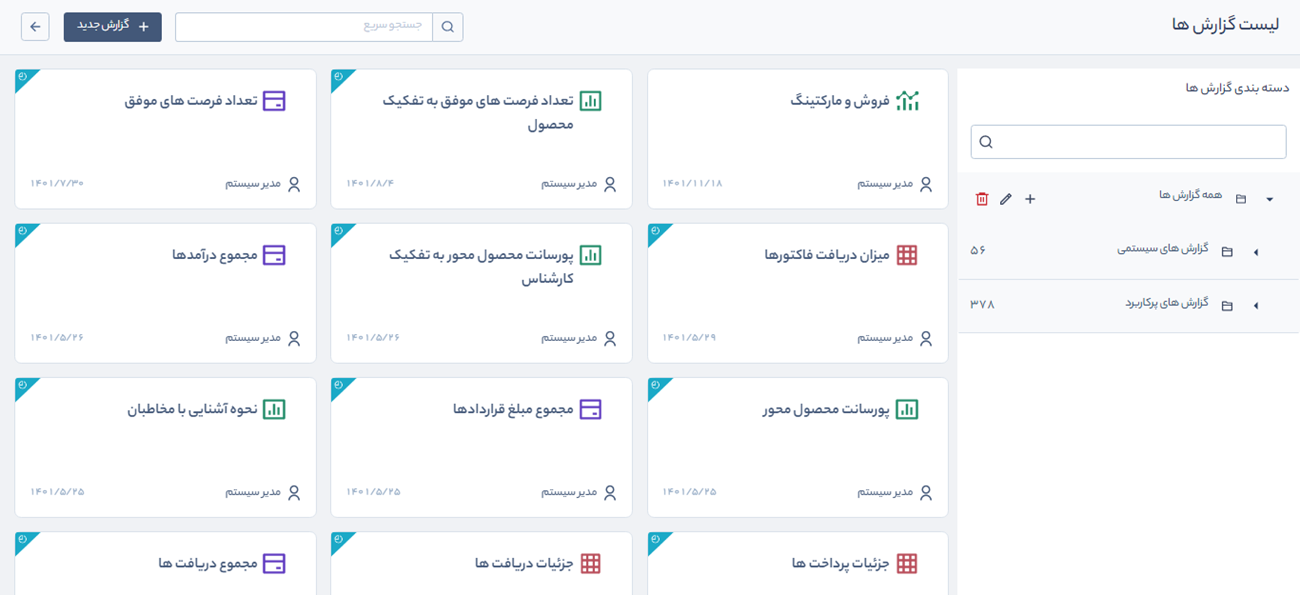 لیست گزارش ها
جستجو سریع
گزارش جدید
دسته بندی گزارش ها
همه گزارش ها
گزارش های سیستمی
۵۶
گزارش های پرکاربرد
۳۷۸
فروش و مارکتینگ
مدیر سیستم
۱۴۰۱/۱۱/۱۸
تعداد فرصت های موفق به تفکیک
محصول
مدیر سیستم
۱۴۰۱/۸/۴
تعداد فرصت های موفق
مدیر سیستم
۱۴۰۱/۷/۳۰
میزان دریافت فاکتورها
مدیر سیستم
۱۴۰۱/۵/۲۹
پورسانت محصول محور به تفکیک
کارشناس
مدیر سیستم
۱۴۰۱/۵/۲۶
مجموع درآمدها
مدیر سیستم
۱۴۰۱/۵/۲۶
پورسانت محصول محور
مدیر سیستم
۱۴۰۱/۵/۲۵
مجموع مبلغ قراردادها
مدیر سیستم
۱۴۰۱/۵/۲۵
نحوه آشنایی با مخاطبان
مدیر سیستم
۱۴۰۱/۵/۲۵
جزئیات پرداخت ها
جزئیات دریافت ها
مجموع دریافت ها